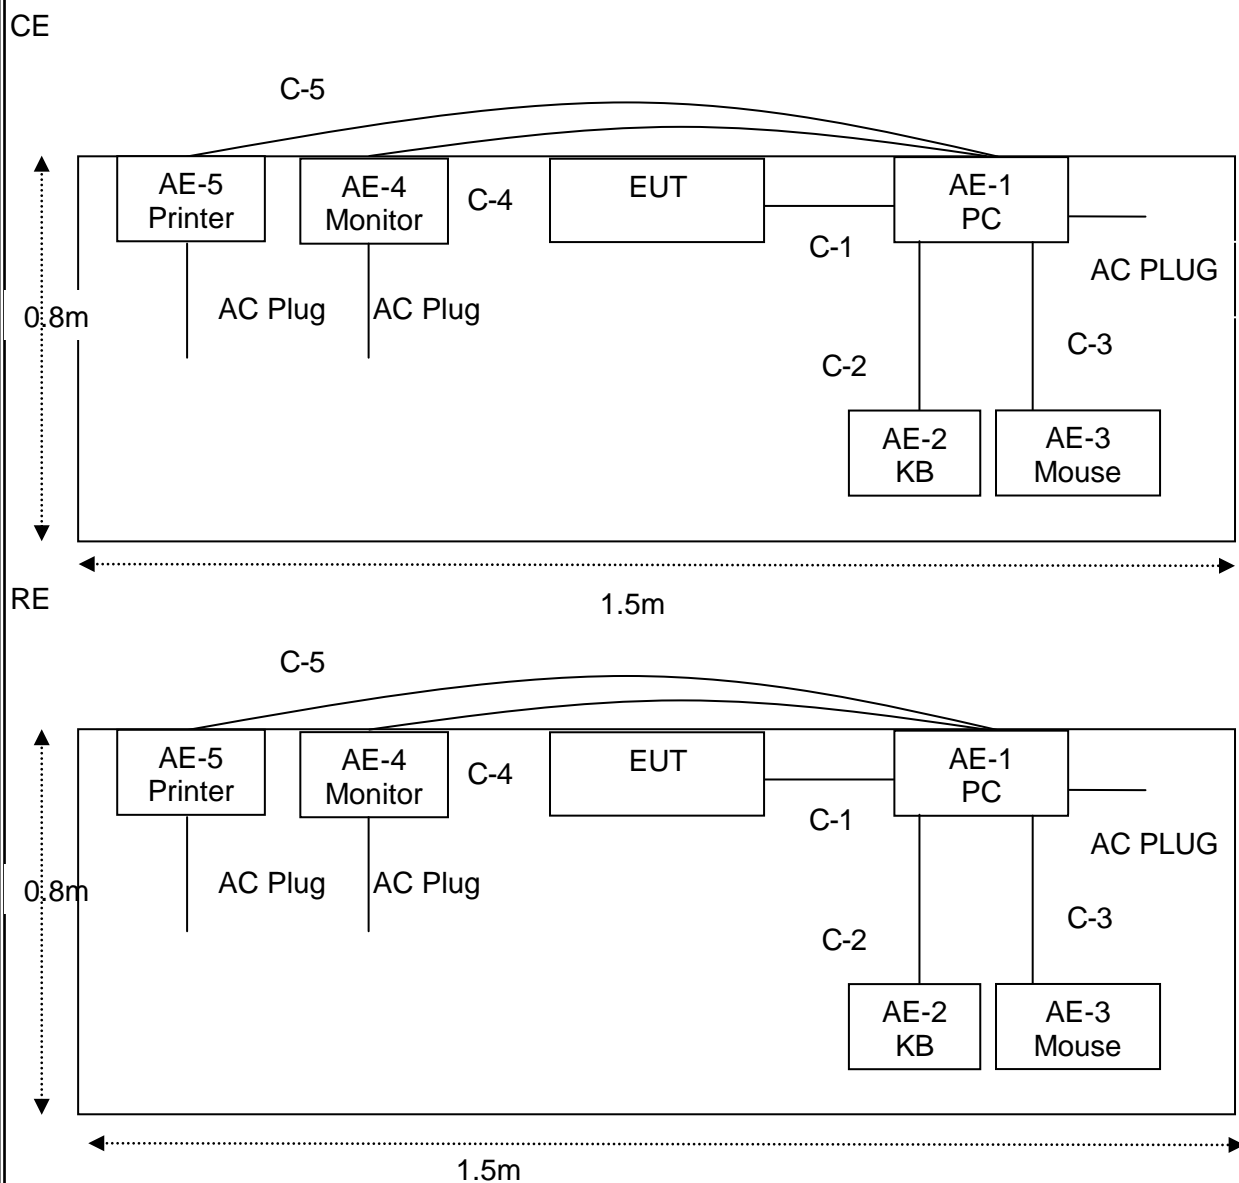 CE
C-5
AE-5
Printer
AE-4
Monitor
C-4
EUT
C-1
AE-1
PC
AC PLUG
0.8m
AC Plug
AC Plug
C-2
C-3
AE-2
KB
AE-3
Mouse
1.5m
RE
C-5
AE-5
Printer
AE-4
Monitor
C-4
EUT
C-1
AE-1
PC
AC PLUG
0.8m
AC Plug
AC Plug
C-2
C-3
AE-2
KB
AE-3
Mouse
1.5m